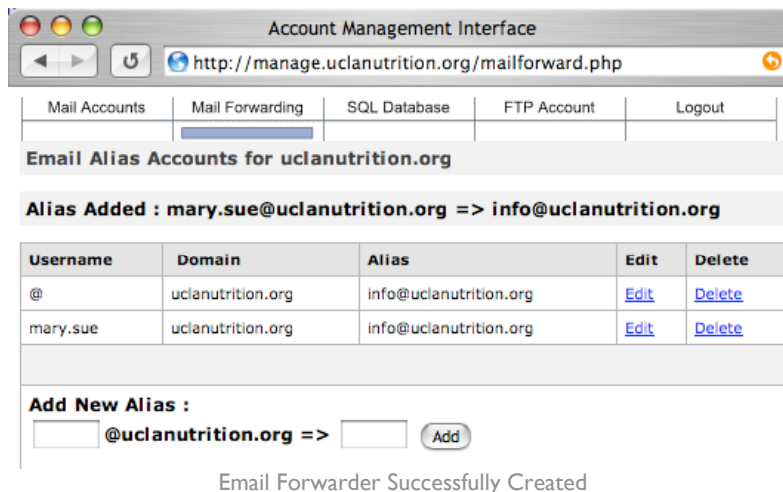 Account Management Interface
http://manage.uclanutrition.org/mailforward.php
Mail Accounts Mail Forwarding SQL Database FTP Account Logout
Email Alias Accounts for uclanutrition.org
Alias Added : mary.sue@uclanutrition.org => info@uclanutrition.org
Username Domain Alias Edit Delete
@ uclanutrition.org info@uclanutrition.org Edit Delete
mary.sue uclanutrition.org info@uclanutrition.org Edit Delete
Add New Alias :
@uclanutrition.org => Add
Email Forwarder Successfully Created